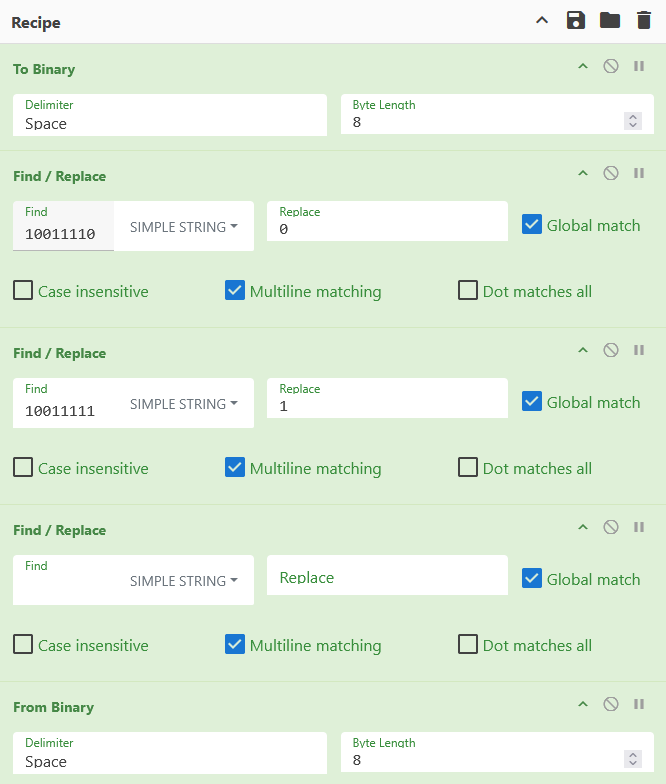 Recipe
To Binary
Delimiter
Space
Byte Length
8
Find / Replace
Find
10011110
SIMPLE STRING
Replace
0
Global match
Case insensitive
Multiline matching
Dot matches all
Find / Replace
Find
10011111
SIMPLE STRING
Replace
1
Global match
Case insensitive
Multiline matching
Dot matches all
Find / Replace
Find
SIMPLE STRING
Replace
Global match
Case insensitive
Multiline matching
Dot matches all
From Binary
Delimiter
Space
Byte Length
8